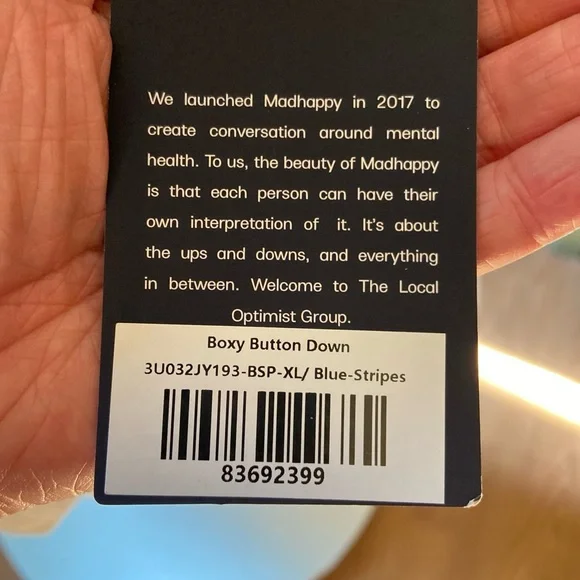 We launched Madhappy in 2017 to
create conversation around mental
health. To us, the beauty of Madhappy
is that each person can have their
own interpretation of it. It's about
the ups and downs, and everything
in between. Welcome to The Local
Optimist Group.
Boxy Button Down
3U032JY193-BSP-XL/ Blue-Stripes
83692399